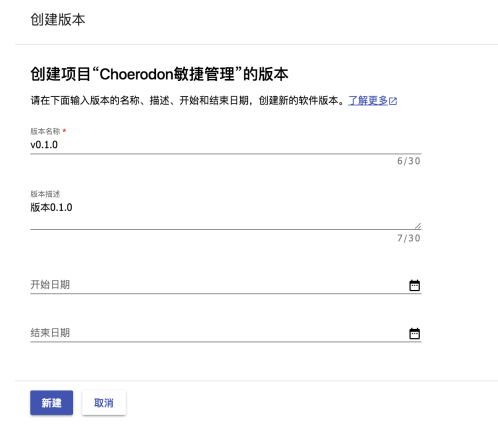 创建版本
创建项目“Choerodon敏捷管理”的版本
请在下面输入版本的名称、描述、开始和结束日期，创建新的软件版本。了解更多
版本名称 *
v0.1.0
6/30
版本描述
版本0.1.0
7/30
开始日期
结束日期
新建 取消